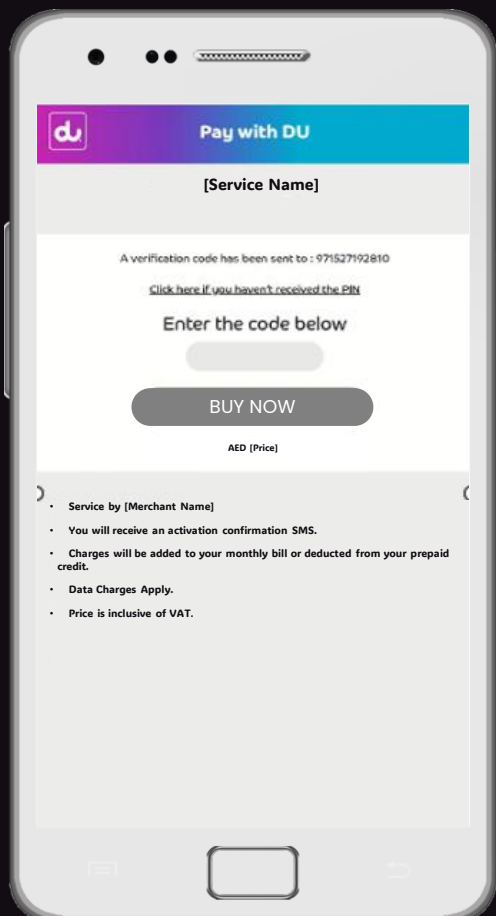 du
Pay with DU
[Service Name]
A verification code has been sent to : 971527192810
Click here if you haven't received the PIN
Enter the code below
BUY NOW
AED [Price]
• Service by [Merchant Name]
• You will receive an activation confirmation SMS.
• Charges will be added to your monthly bill or deducted from your prepaid
credit.
• Data Charges Apply.
• Price is inclusive of VAT.